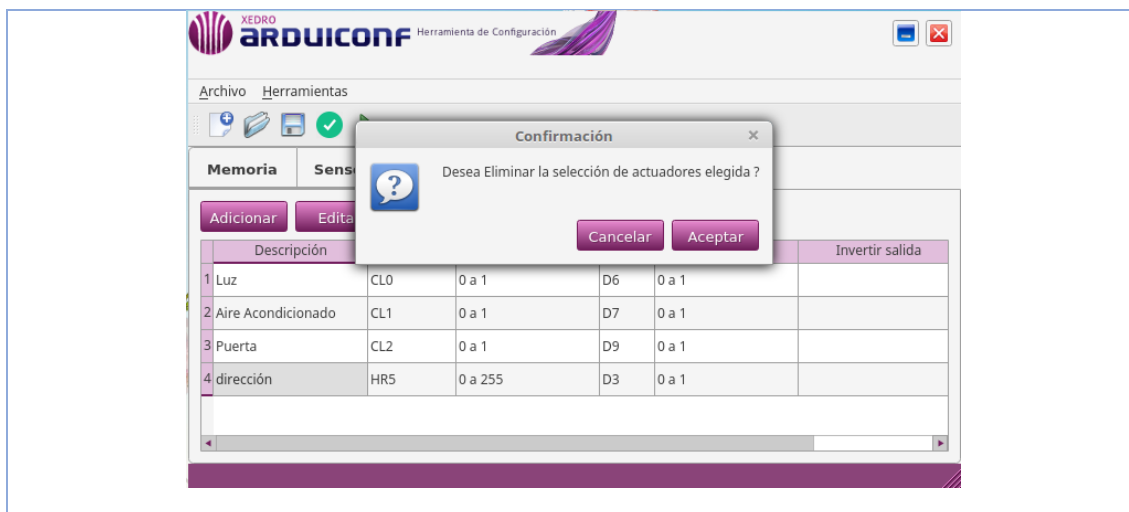 XEDRO
ARDUICONF Herramienta de Configuración
Archivo Herramientas
Confirmación
Desea Eliminar la selección de actuadores elegida ?
Cancelar Aceptar
Memoria Sens
Adicionar Edita
Descripción Invertir salida
1 Luz CL0 0 a 1 D6 0 a 1
2 Aire Acondicionado CL1 0 a 1 D7 0 a 1
3 Puerta CL2 0 a 1 D9 0 a 1
4 dirección HR5 0 a 255 D3 0 a 1